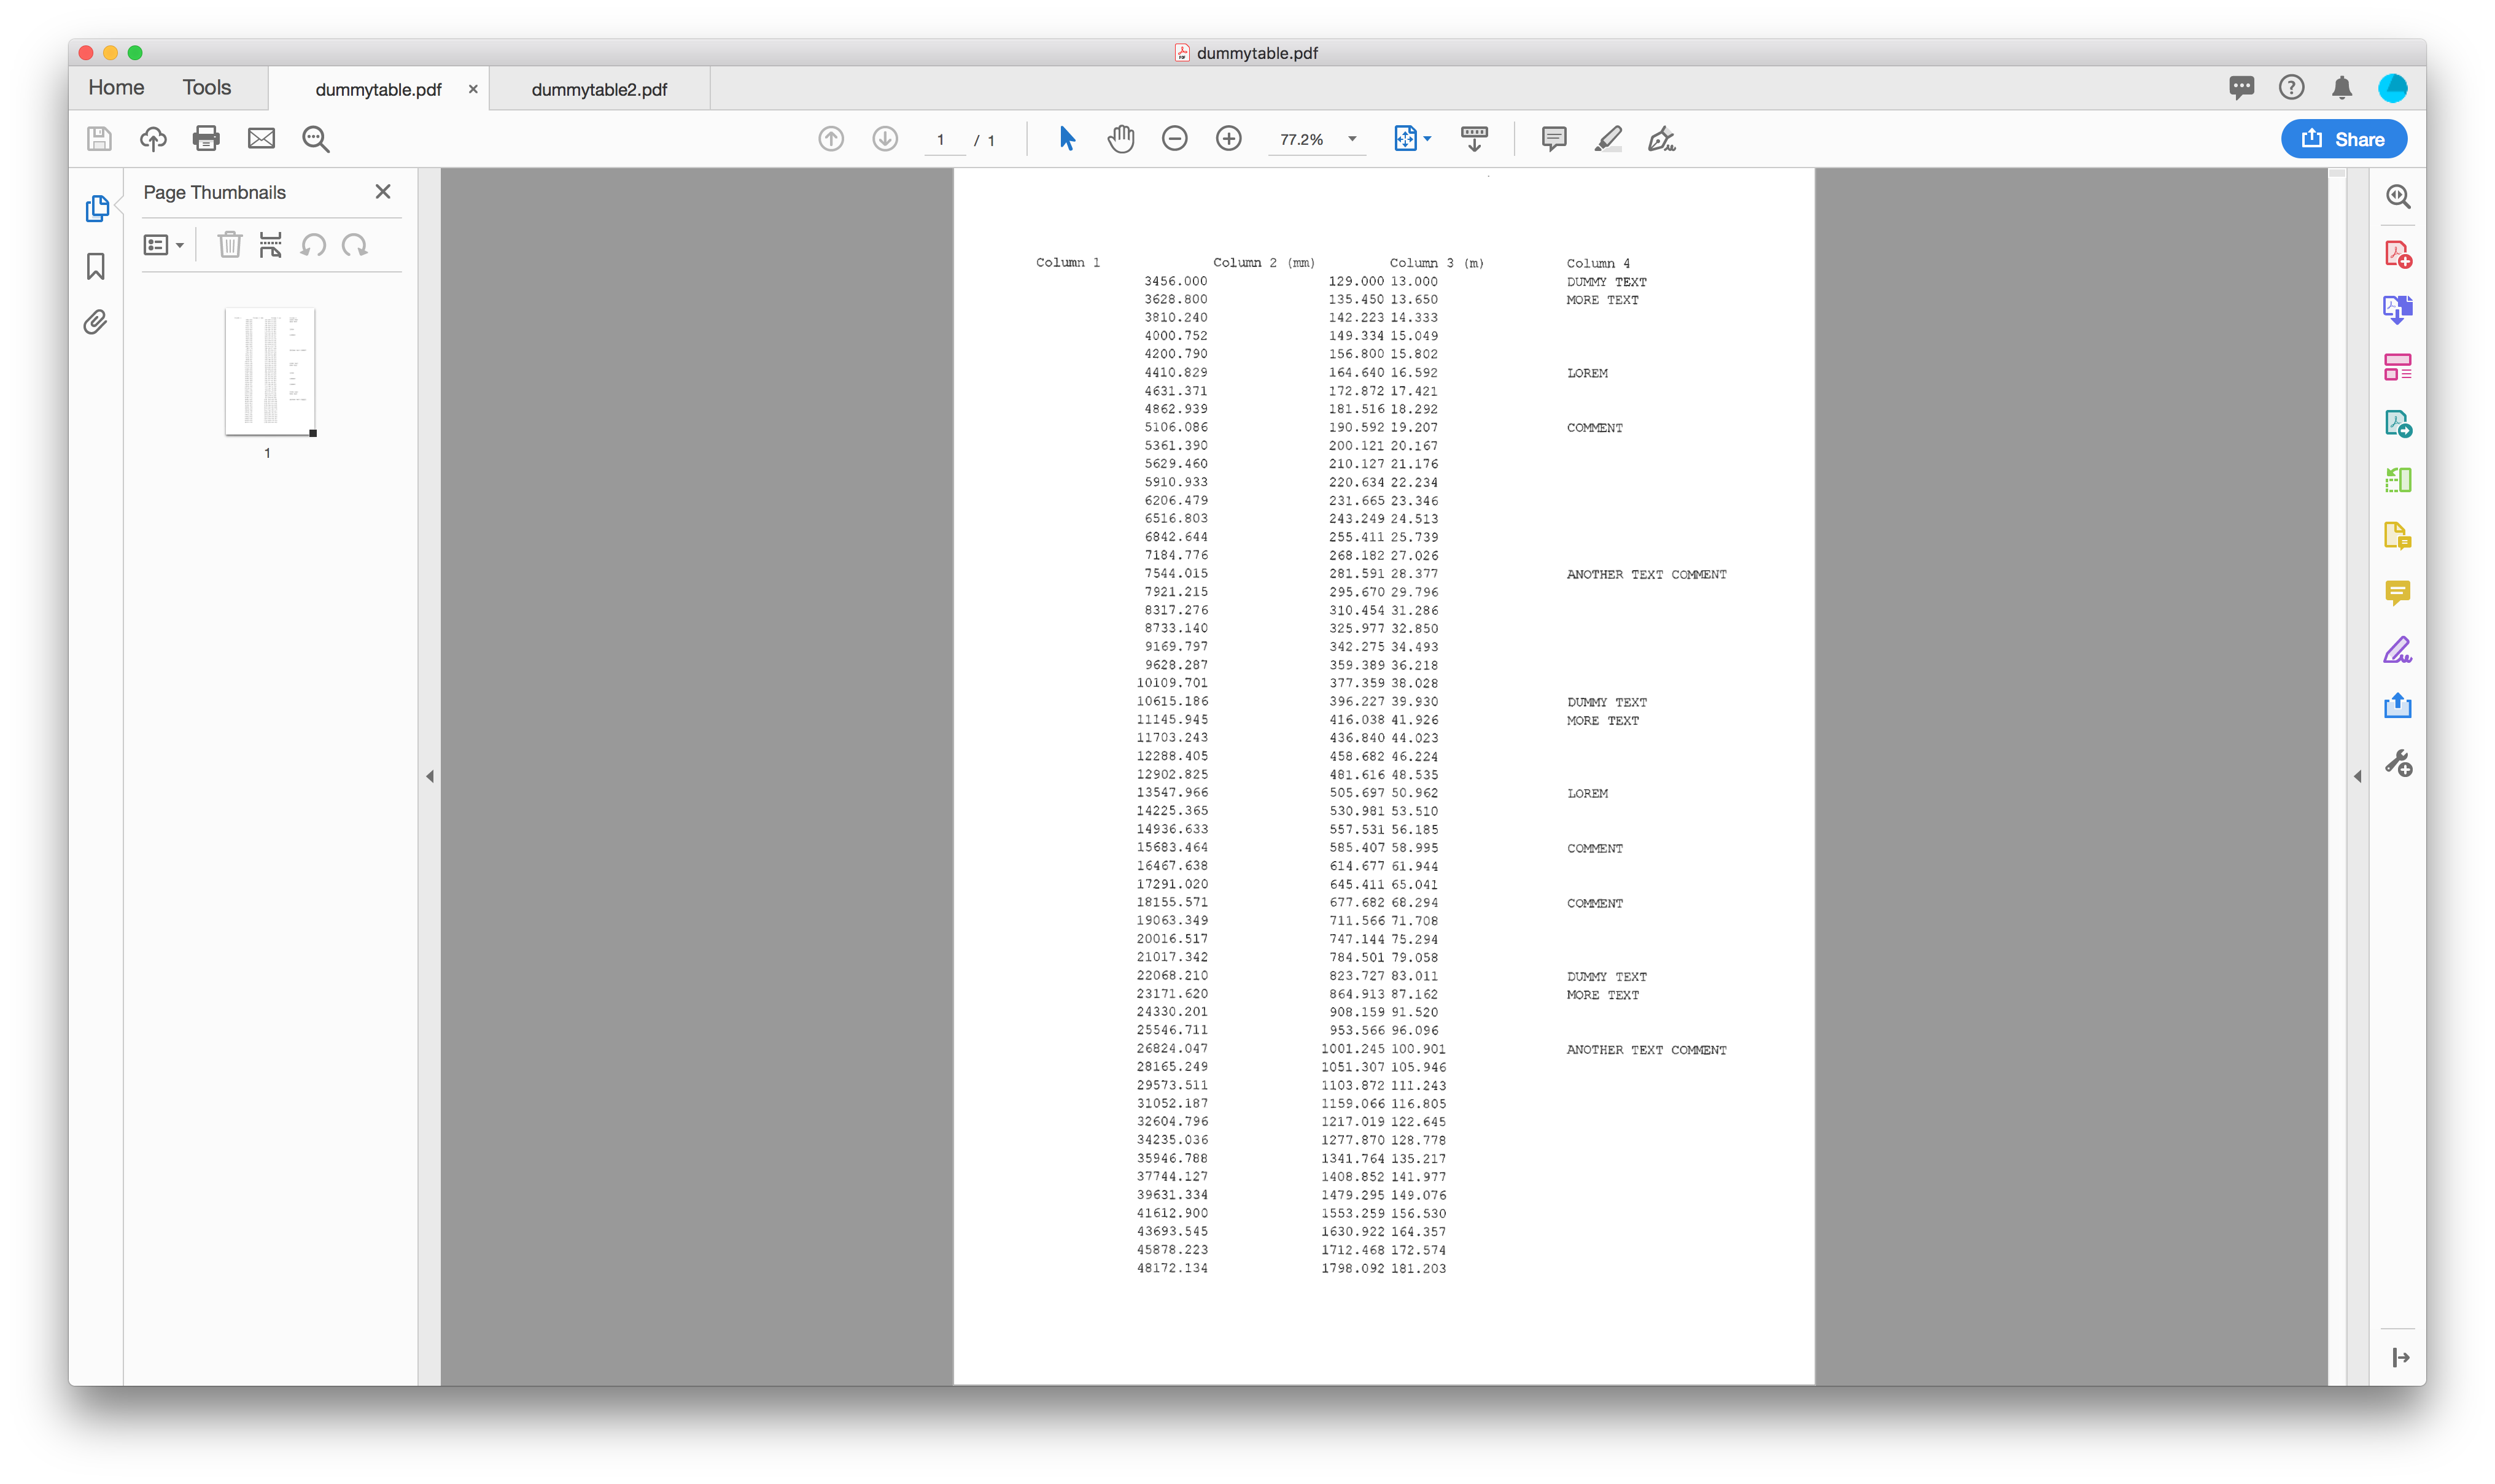 dummytable.pdf
Home Tools dummytable.pdf × dummytable2.pdf
1 / 1 77.2% Share
Page Thumbnails
1
Column 1 Column 2 (mm) Column 3 (m) Column 4
3456.000 129.000 13.000 DUMMY TEXT
3628.800 135.450 13.650 MORE TEXT
3810.240 142.223 14.333
4000.752 149.334 15.049
4200.790 156.800 15.802
4410.829 164.640 16.592 LOREM
4631.371 172.872 17.421
4862.939 181.516 18.292
5106.086 190.592 19.207 COMMENT
5361.390 200.121 20.167
5629.460 210.127 21.176
5910.933 220.634 22.234
6206.479 231.665 23.346
6516.803 243.249 24.513
6842.644 255.411 25.739
7184.776 268.182 27.026
7544.015 281.591 28.377 ANOTHER TEXT COMMENT
7921.215 295.670 29.796
8317.276 310.454 31.286
8733.140 325.977 32.850
9169.797 342.275 34.493
9628.287 359.389 36.218
10109.701 377.359 38.028
10615.186 396.227 39.930 DUMMY TEXT
11145.945 416.038 41.926 MORE TEXT
11703.243 436.840 44.023
12288.405 458.682 46.224
12902.825 481.616 48.535
13547.966 505.697 50.962 LOREM
14225.365 530.981 53.510
14936.633 557.531 56.185
15683.464 585.407 58.995 COMMENT
16467.638 614.677 61.944
17291.020 645.411 65.041
18155.571 677.682 68.294 COMMENT
19063.349 711.566 71.708
20016.517 747.144 75.294
21017.342 784.501 79.058
22068.210 823.727 83.011 DUMMY TEXT
23171.620 864.913 87.162 MORE TEXT
24330.201 908.159 91.520
25546.711 953.566 96.096
26824.047 1001.245 100.901 ANOTHER TEXT COMMENT
28165.249 1051.307 105.946
29573.511 1103.872 111.243
31052.187 1159.066 116.805
32604.796 1217.019 122.645
34235.036 1277.870 128.778
35946.788 1341.764 135.217
37744.127 1408.852 141.977
39631.334 1479.295 149.076
41612.900 1553.259 156.530
43693.545 1630.922 164.357
45878.223 1712.468 172.574
48172.134 1798.092 181.203